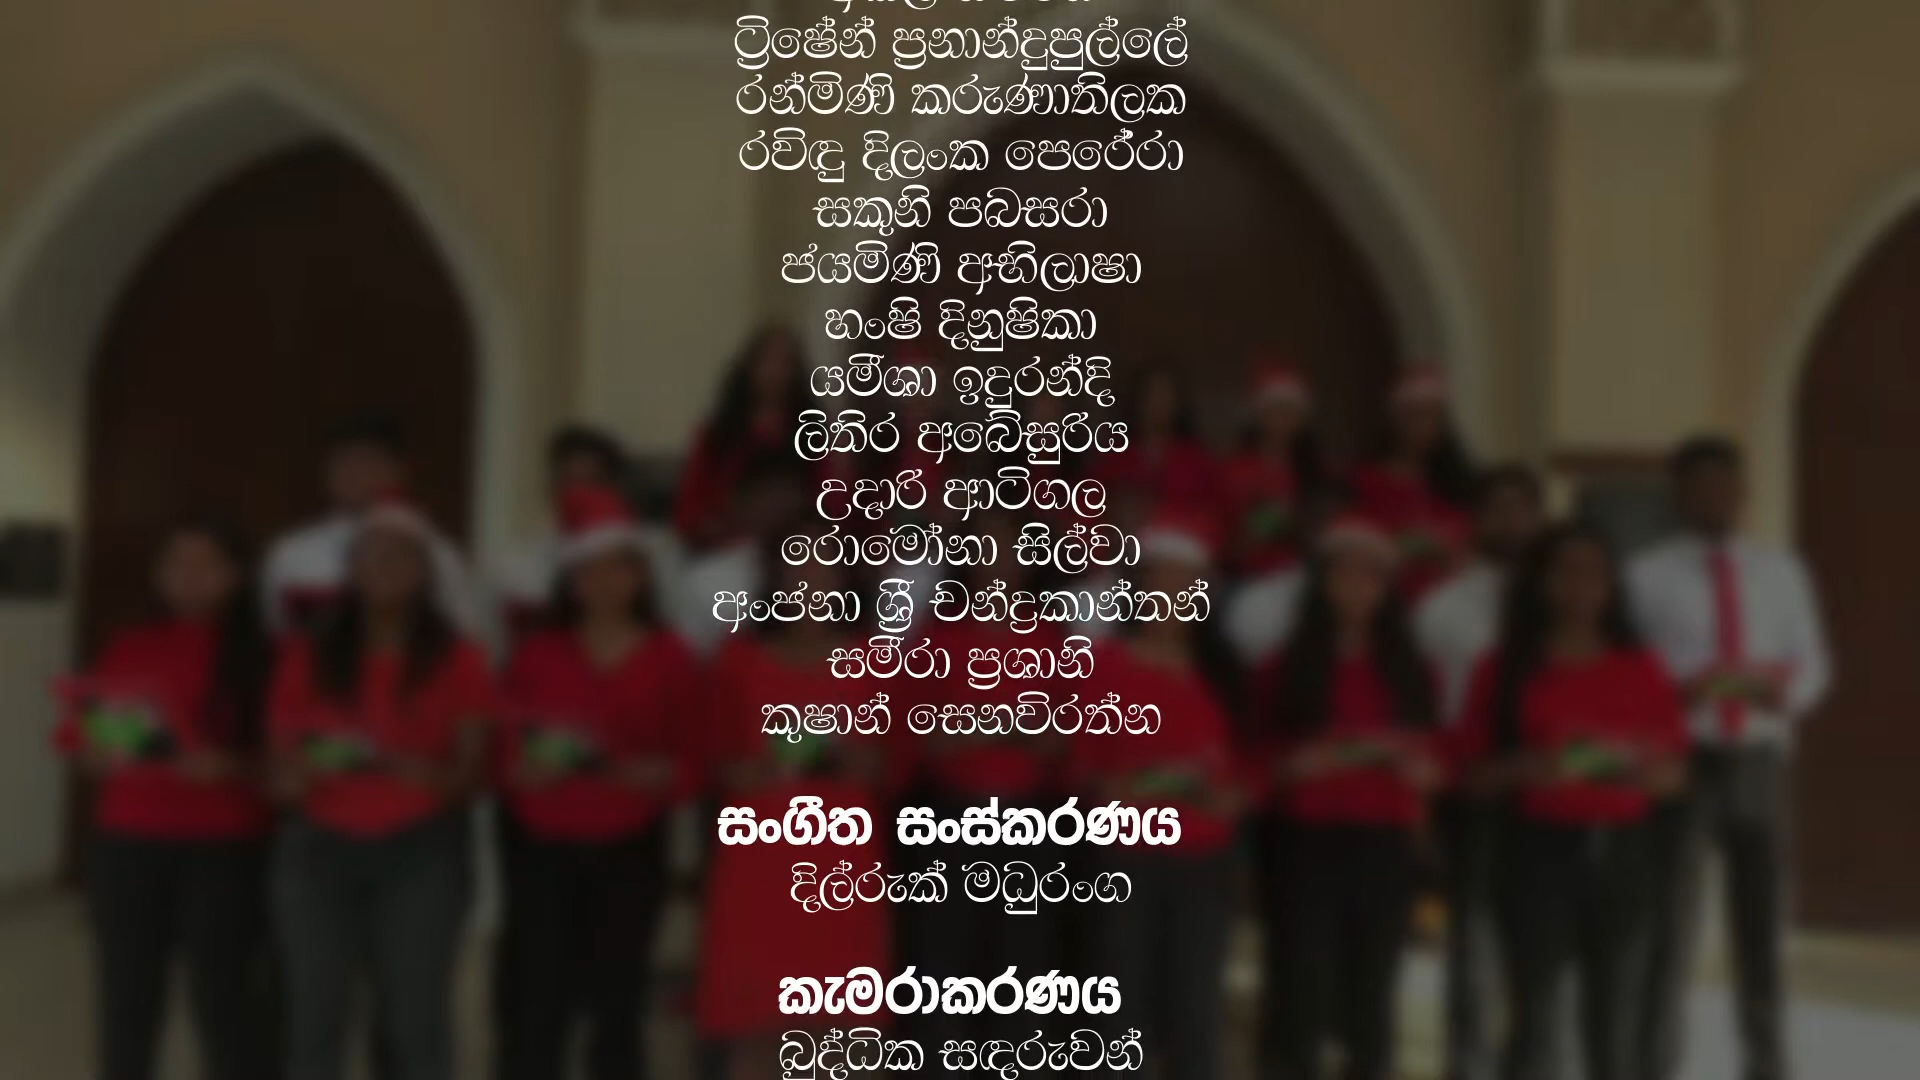 ට්‍රිෂේන් ප්‍රනාන්දුපුල්ලේ
රන්මිණි කරුණාතිලක
රවිඳු දිලංක පෙරේරා
සකුනි පබසරා
ජයමිණි අභිලාෂා
හංෂි දිනුෂිකා
යමීශා ඉදුරන්දි
ලිතිර අබේසුරිය
උදාරි ආටිගල
රොමෝනා සිල්වා
අංජනා ශ්‍රී චන්ද්‍රකාන්තන්
සමීරා ප්‍රශානි
කුෂාන් සෙනවිරත්න
සංගීත සංස්කරණය
දිල්රුක් මධුරංග
කැමරාකරණය
බුද්ධික සඳරුවන්